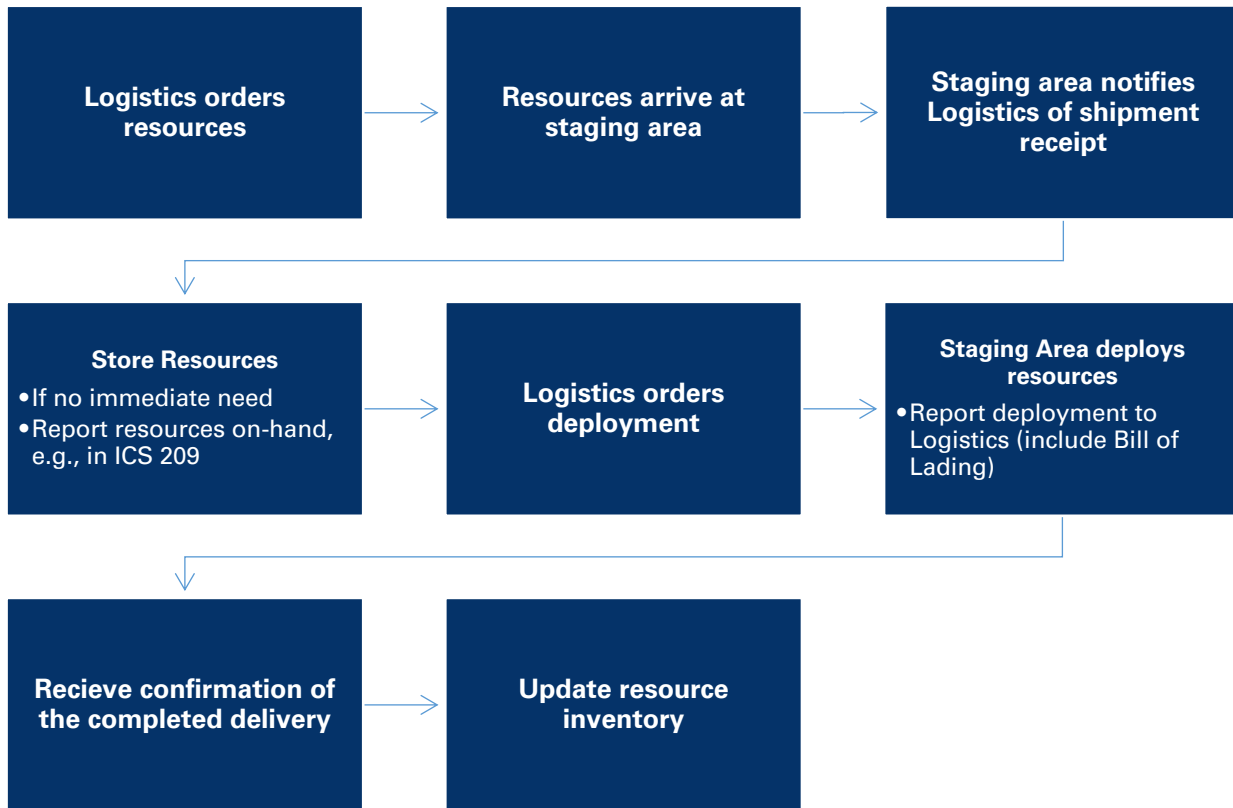 Logistics orders
resources
Resources arrive at
staging area
Staging area notifies
Logistics of shipment
receipt
Store Resources
•If no immediate need
•Report resources on-hand,
e.g., in ICS 209
Logistics orders
deployment
Staging Area deploys
resources
•Report deployment to
Logistics (include Bill of
Lading)
Recieve confirmation of
the completed delivery
Update resource
inventory